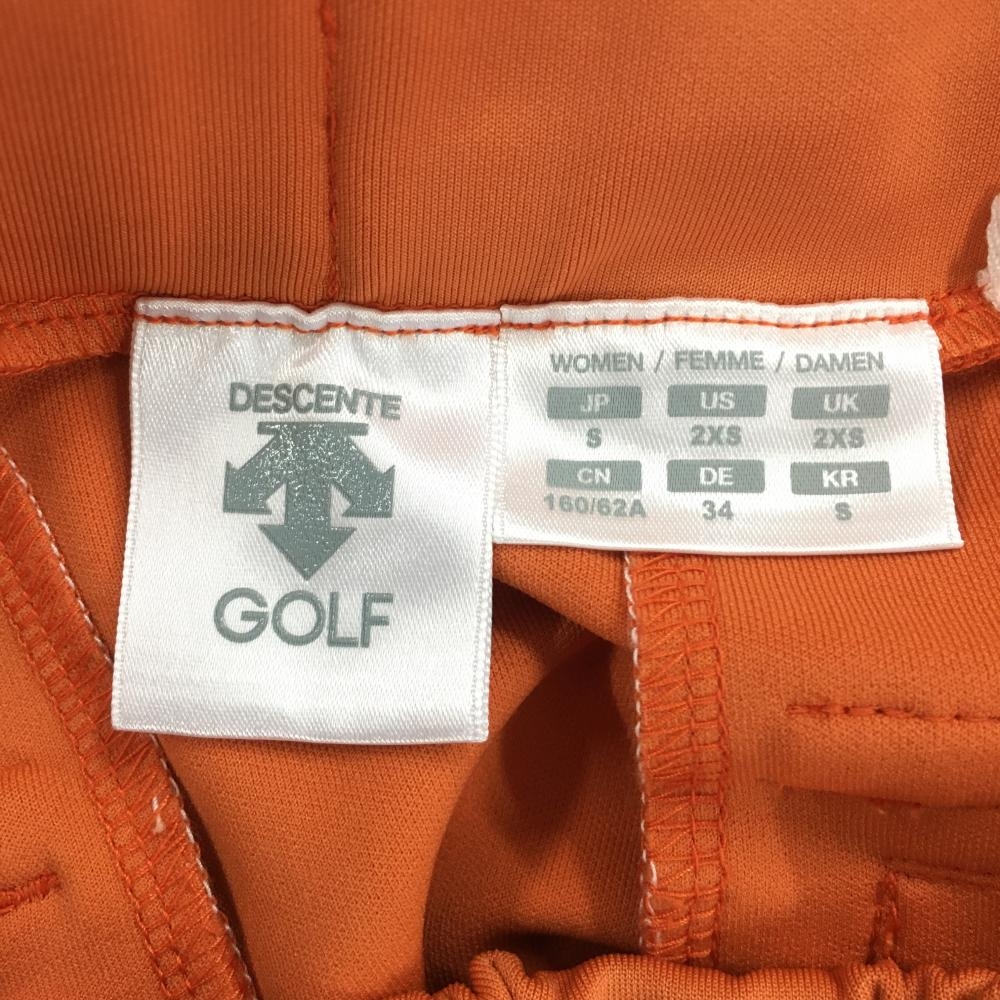 DESCENTE
GOLF
WOMEN / FEMME / DAMEN
JP US UK
S 2XS 2XS
CN DE KR
160/62A 34 S